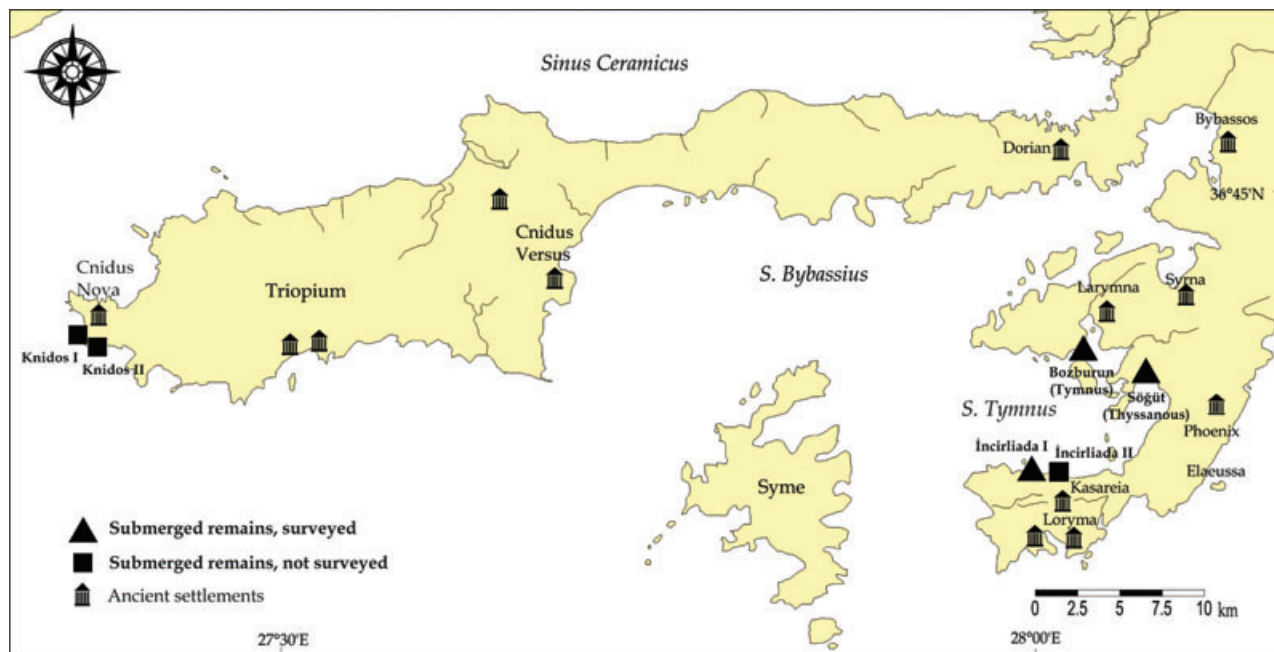 Sinus Ceramicus
Bybassos
Dorian
36°45'N
Cnidus
Versus
Cnidus
Nova
Triopium
S. Bybassius
Larymna
Syrna
Knidos I
Knidos II
Bozburun
(Tymnus)
Söğüt
(Thyssanous)
S. Tymnus
Phoenix
İncirliada I
İncirliada II
Elaeussa
Kasareia
Syme
Loryma
Submerged remains, surveyed
Submerged remains, not surveyed
Ancient settlements
0 2.5 5 7.5 10 km
27°30'E
28°00'E